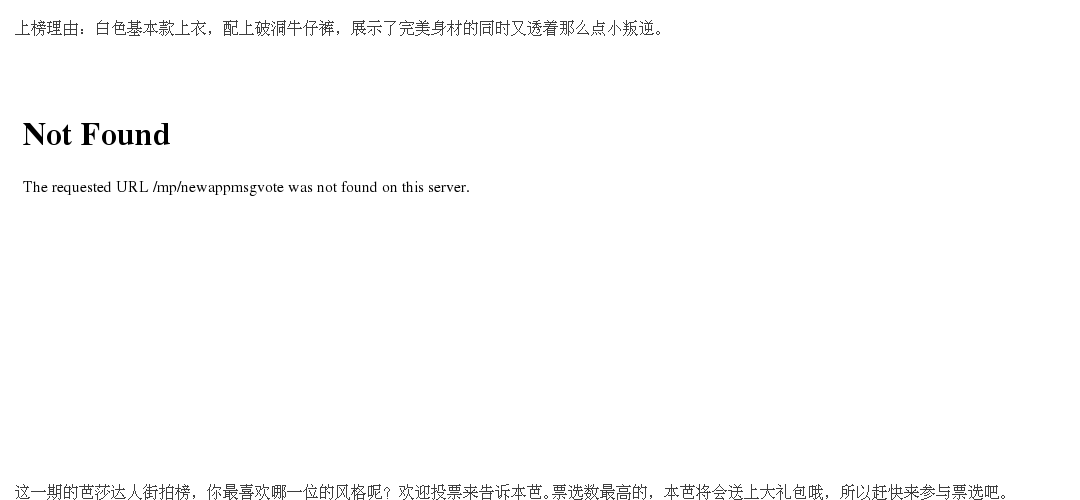 上榜理由：白色基本款上衣，配上破洞牛仔裤，展示了完美身材的同时又透着那么点小叛逆。
Not Found
The requested URL /mp/newappmsgvote was not found on this server.
这一期的芭莎达人街拍榜，你最喜欢哪一位的风格呢？欢迎投票来告诉本芭。票选数最高的，本芭将会送上大礼包哦，所以赶快来参与票选吧。